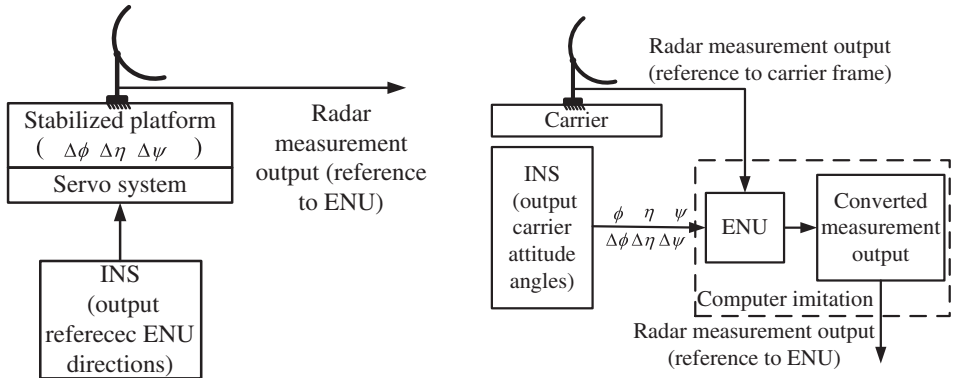 Stabilized platform
( Δϕ Δη Δψ )
Servo system
Radar
measurement
output (reference
to ENU)
INS
(output
referecec ENU
directions)
Radar measurement output
(reference to carrier frame)
Carrier
INS
(output
carrier
attitude
angles)
ϕ η ψ
Δϕ Δη Δψ
ENU
Converted
measurement
output
Computer imitation
Radar measurement output
(reference to ENU)